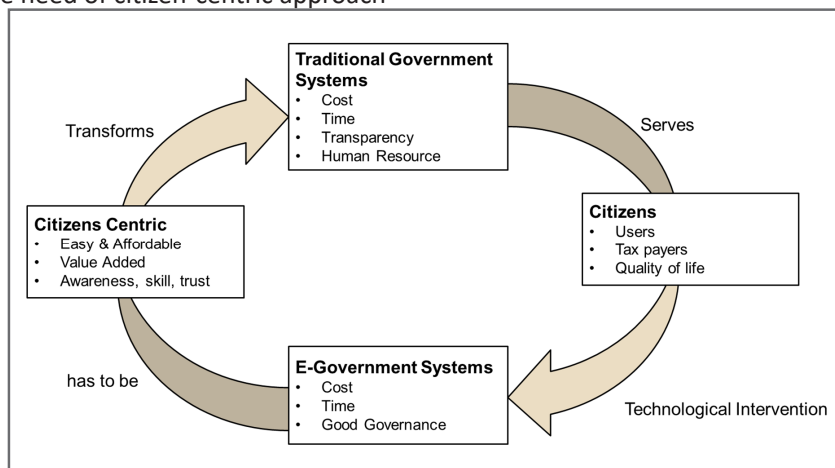 need of citizen-centric approach
Traditional Government
Systems
• Cost
• Time
• Transparency
• Human Resource
Transforms
Serves
Citizens Centric
• Easy & Affordable
• Value Added
• Awareness, skill, trust
Citizens
• Users
• Tax payers
• Quality of life
E-Government Systems
• Cost
• Time
• Good Governance
has to be
Technological Intervention